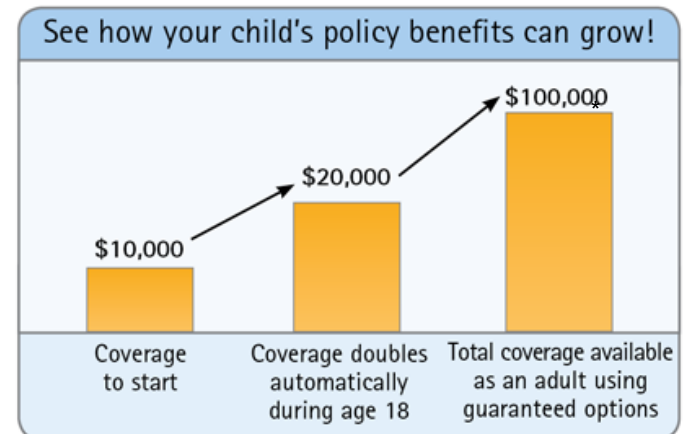 See how your child's policy benefits can grow!
$100,000*
$20,000
$10,000
Coverage
to start
Coverage doubles
automatically
during age 18
Total coverage available
as an adult using
guaranteed options